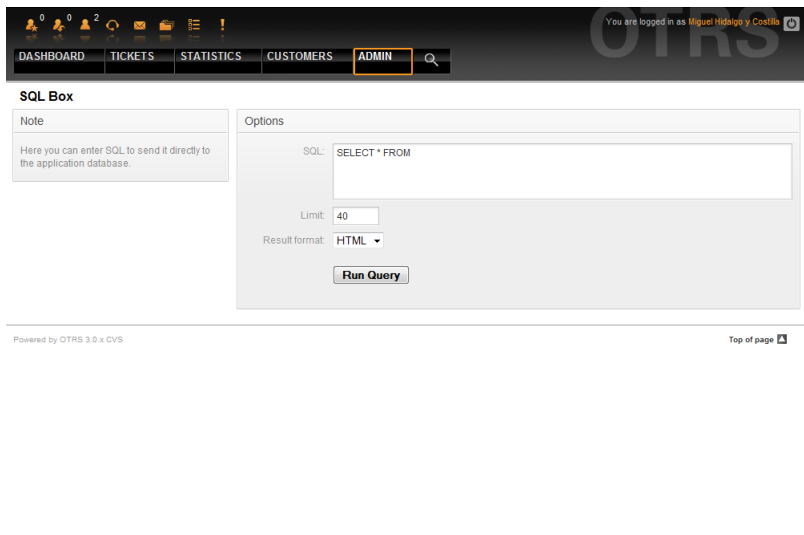 0 0 2
You are logged in as Miguel Hidalgo y Costilla
OTRS
DASHBOARD TICKETS STATISTICS CUSTOMERS ADMIN
SQL Box
Note
Here you can enter SQL to send it directly to
the application database.
Options
SQL: SELECT * FROM
Limit: 40
Result format: HTML
Run Query
Powered by OTRS 3.0.x CVS
Top of page